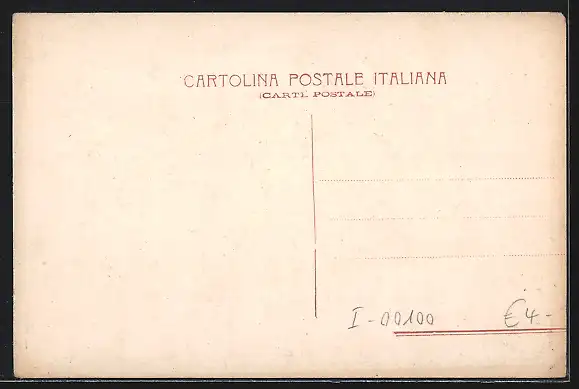 CARTOLINA POSTALE ITALIANA
(CARTE POSTALE)
I-00100 €4-